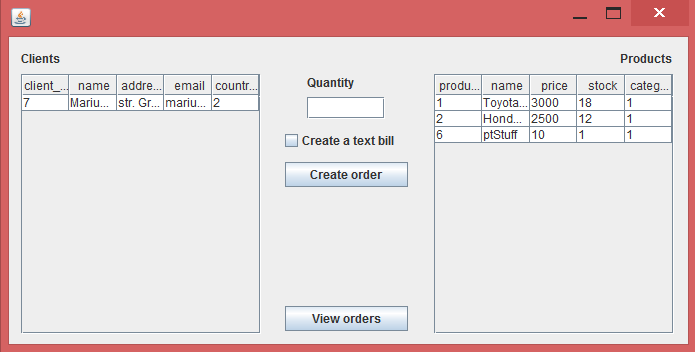 Clients
Products
client_... name addre... email countr...
7 Mariu... str. Gr... mariu... 2
Quantity
Create a text bill
Create order
View orders
produ... name price stock categ...
1 Toyota... 3000 18 1
2 Hond... 2500 12 1
6 ptStuff 10 1 1